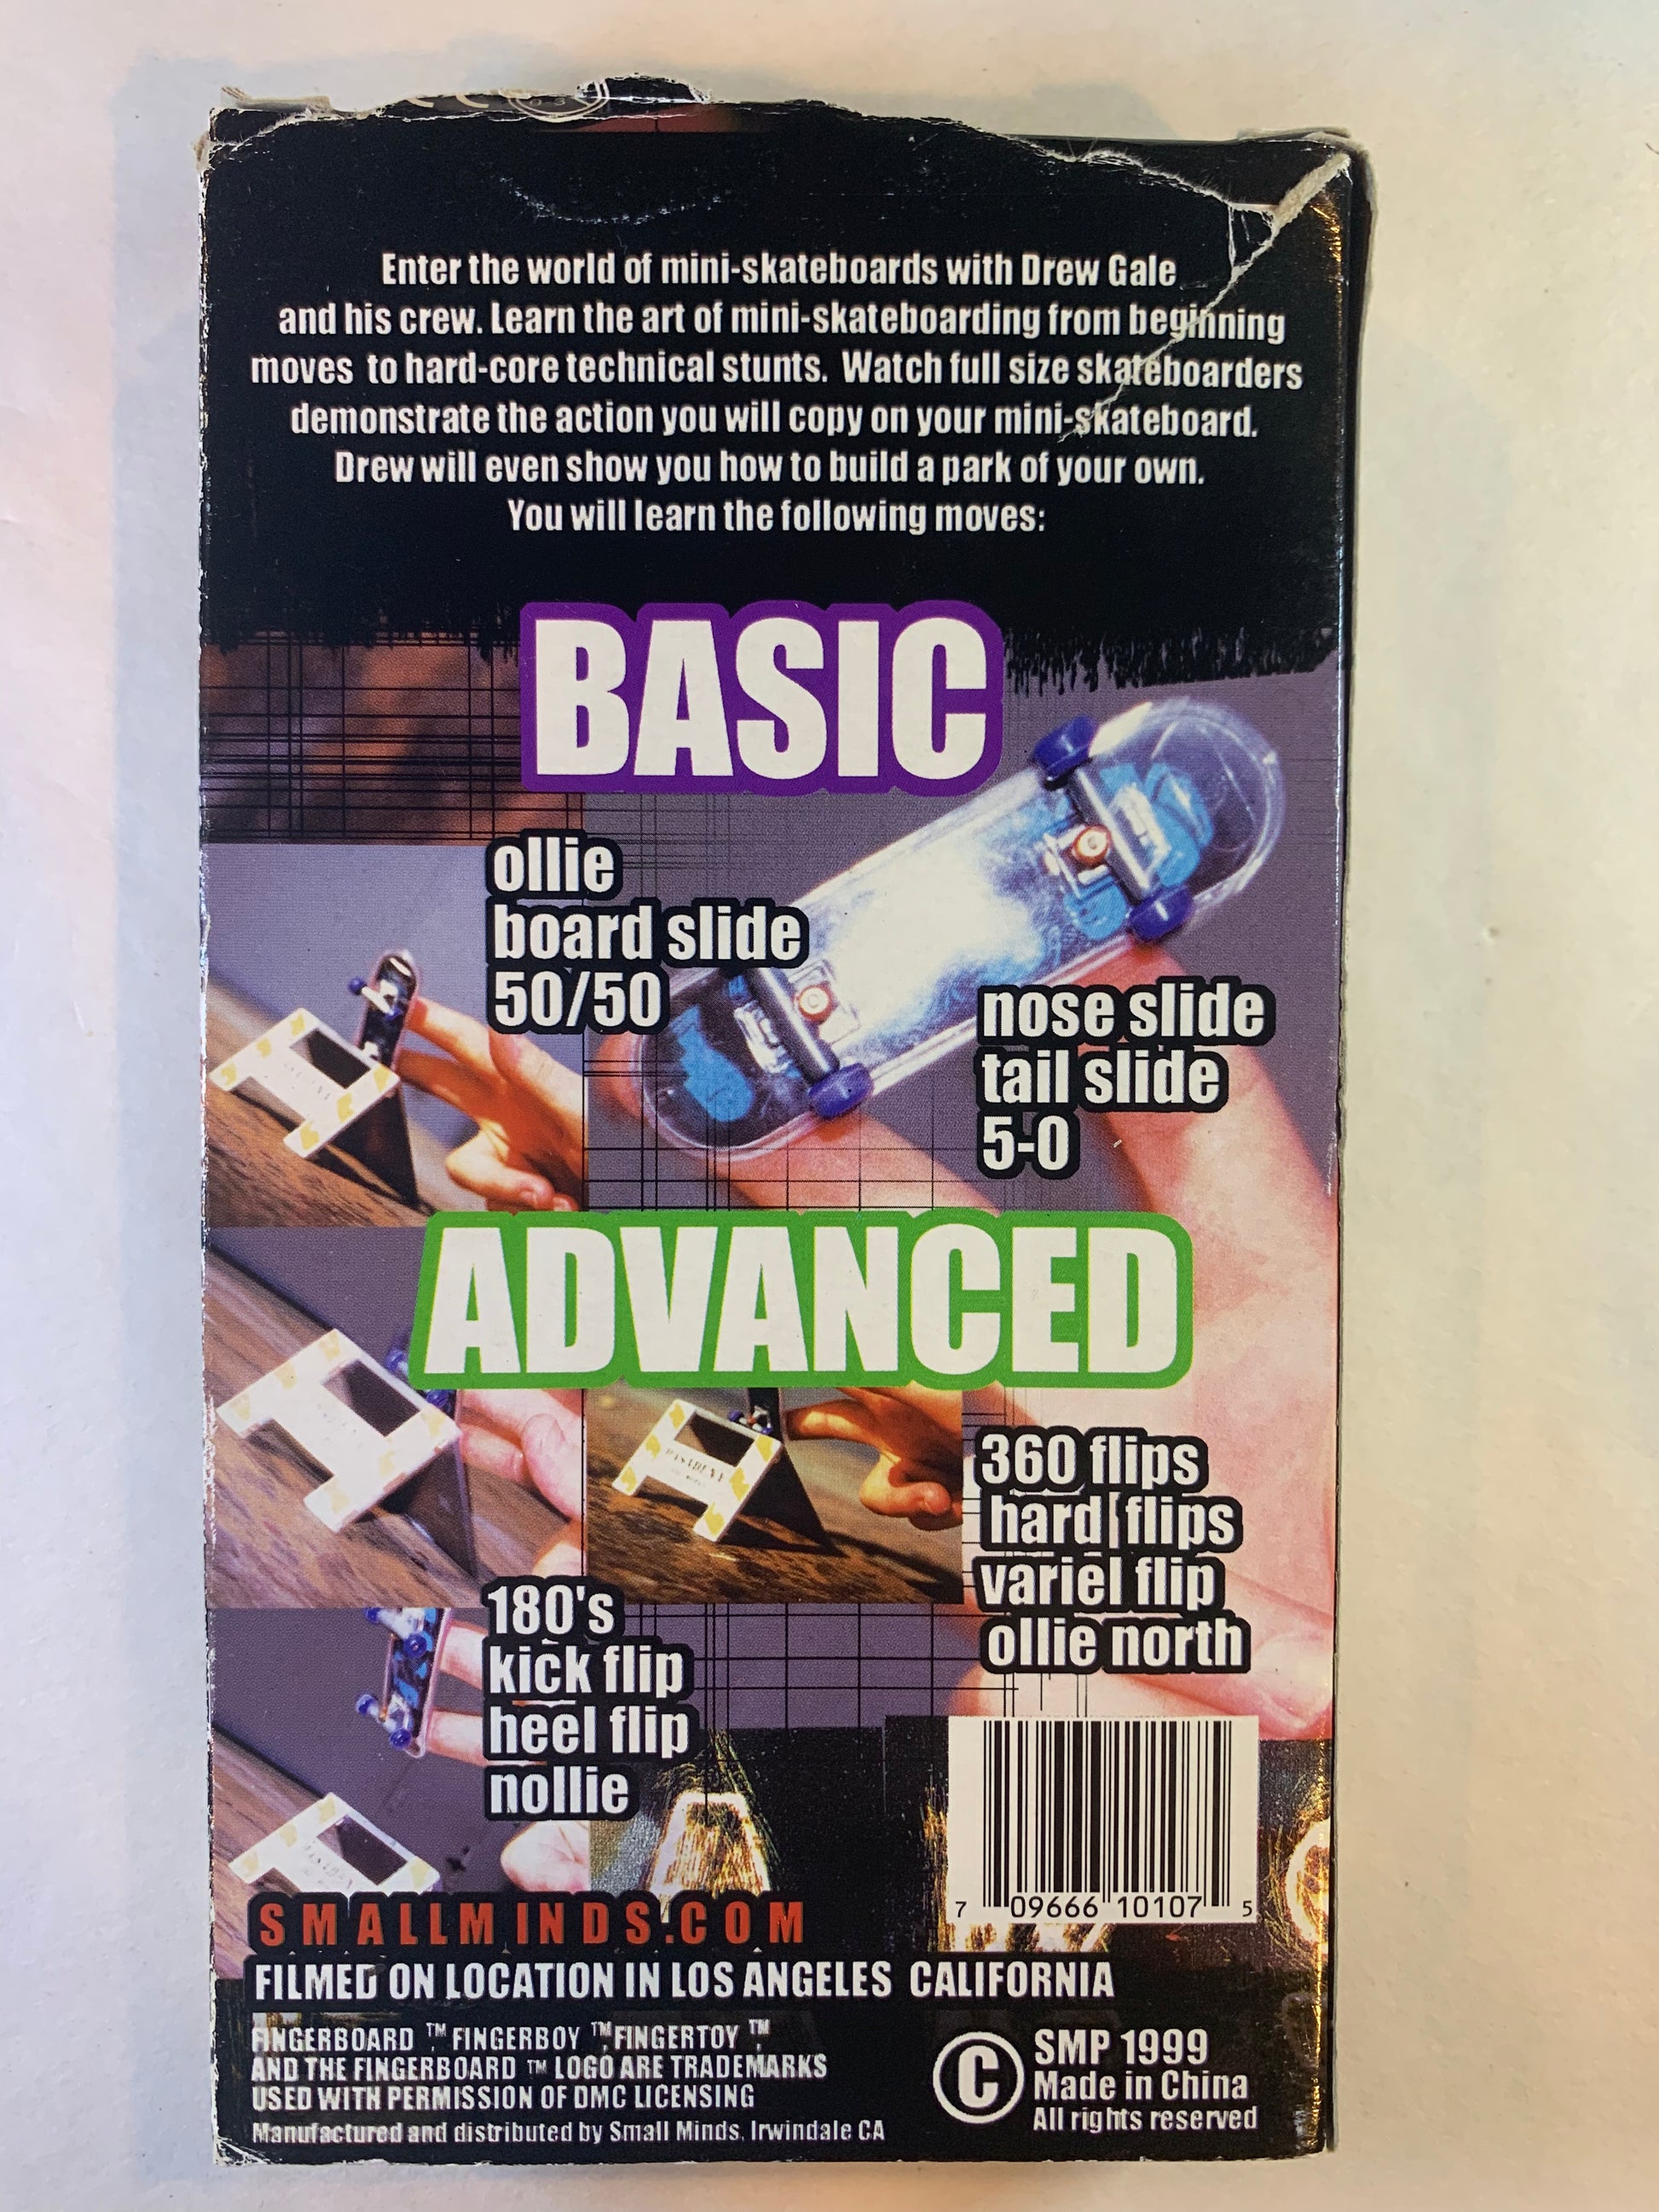 Enter the world of mini-skateboards with Drew Gale
and his crew. Learn the art of mini-skateboarding from beginning
moves to hard-core technical stunts. Watch full size skateboarders
demonstrate the action you will copy on your mini-skateboard.
Drew will even show you how to build a park of your own.
You will learn the following moves:
BASIC
ollie
board slide
50/50
nose slide
tail slide
5-0
ADVANCED
PASADENA
360 flips
hard flips
variel flip
ollie north
180's
kick flip
heel flip
nollie
7 09666 10107 5
SMALLMINDS.COM
FILMED ON LOCATION IN LOS ANGELES CALIFORNIA
FINGERBOARD ™ FINGERBOY ™, FINGERTOY ™,
AND THE FINGERBOARD ™ LOGO ARE TRADEMARKS
USED WITH PERMISSION OF DMC LICENSING
Manufactured and distributed by Small Minds, Irwindale CA
© SMP 1999
Made in China
All rights reserved